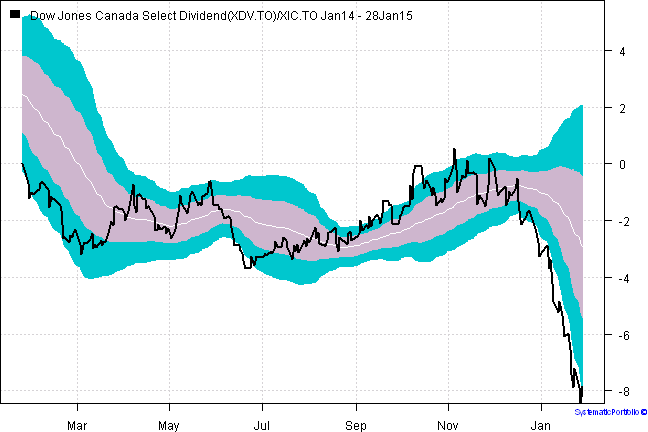 Dow Jones Canada Select Dividend(XDV.TO)/XIC.TO Jan14 - 28Jan15
4
2
0
-2
-4
-6
-8
Mar May Jul Sep Nov Jan
SystematicPortfolio ©